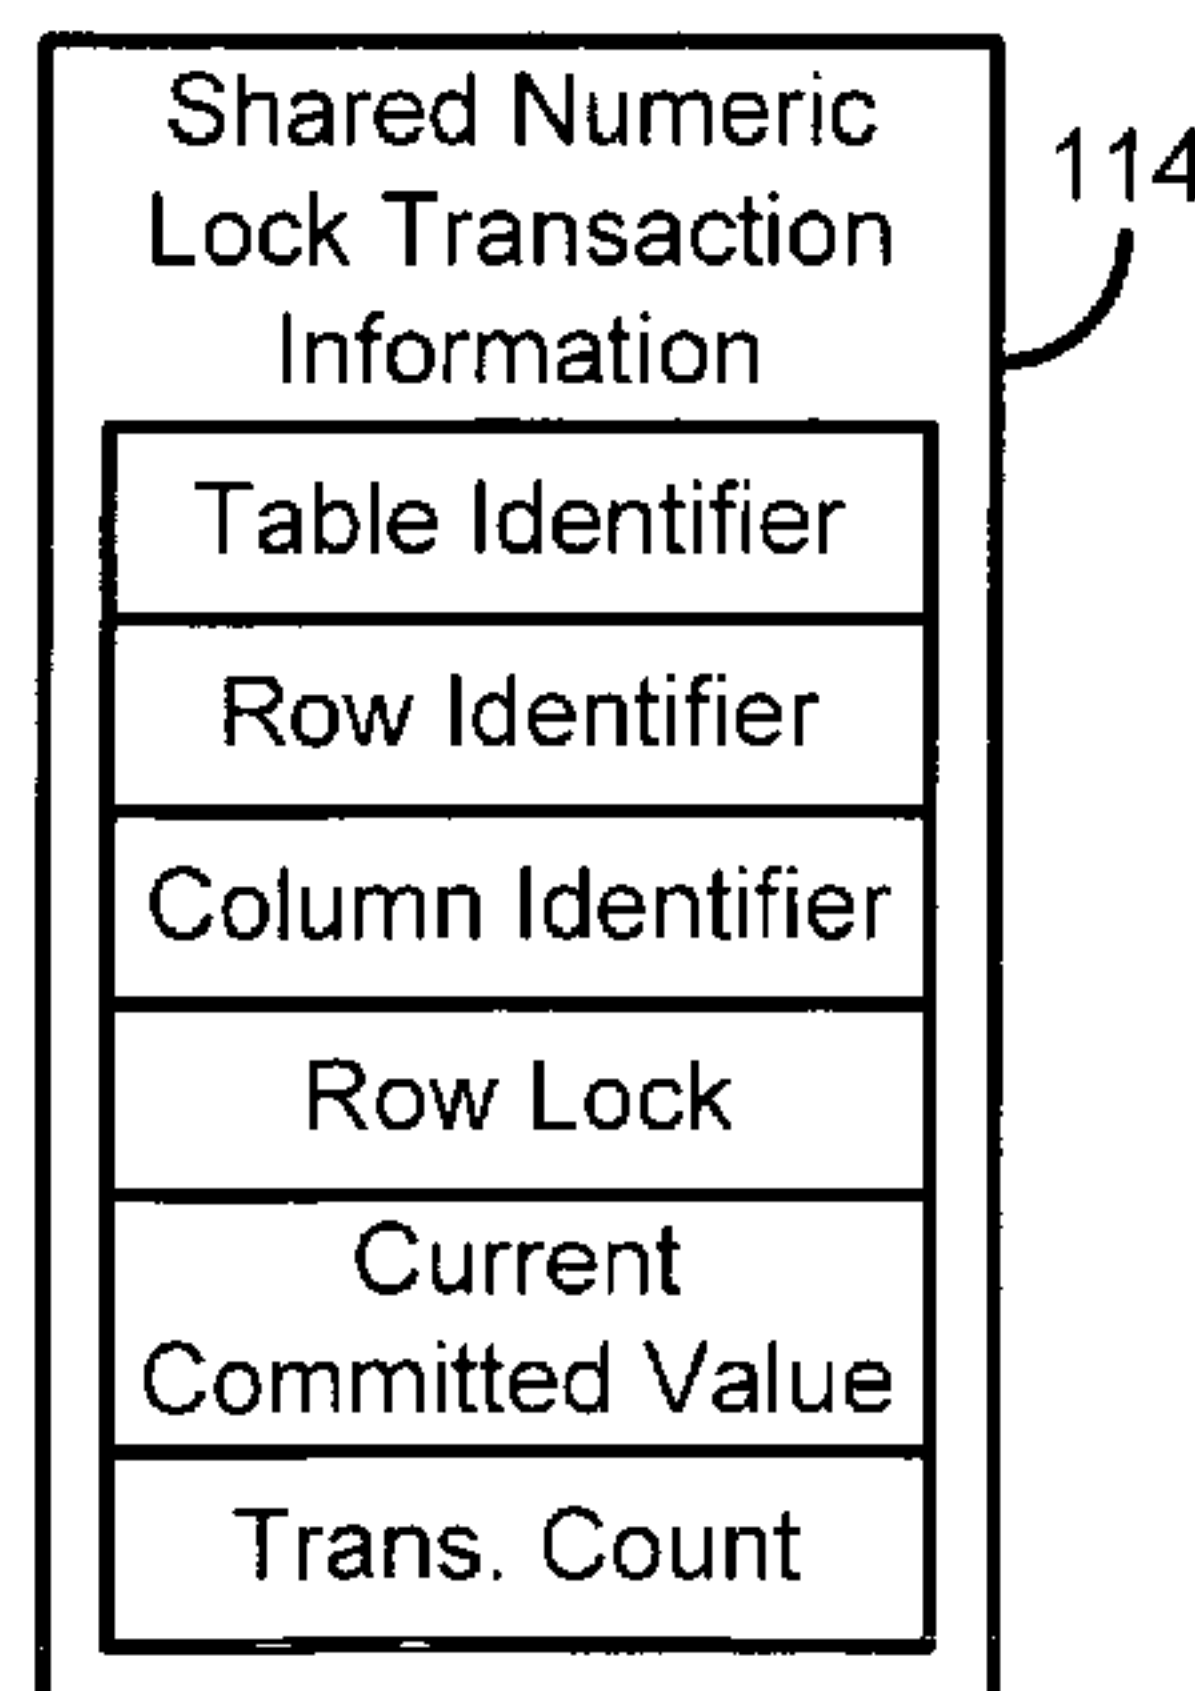 Shared Numeric
Lock Transaction
Information
114
Table Identifier
Row Identifier
Column Identifier
Row Lock
Current
Committed Value
Trans. Count